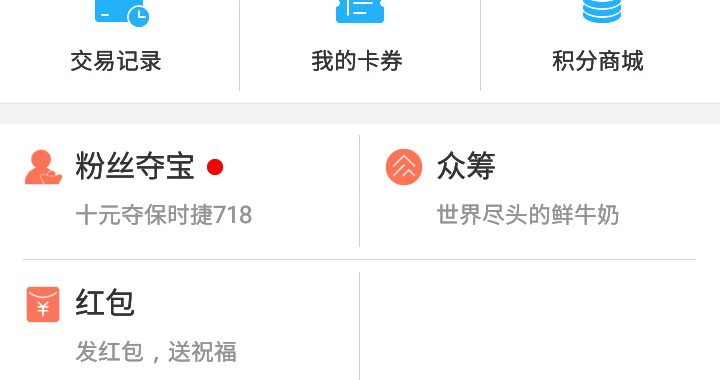 交易记录
我的卡券
积分商城
粉丝夺宝
众筹
十元夺保时捷718
世界尽头的鲜牛奶
红包
¥
发红包，送祝福